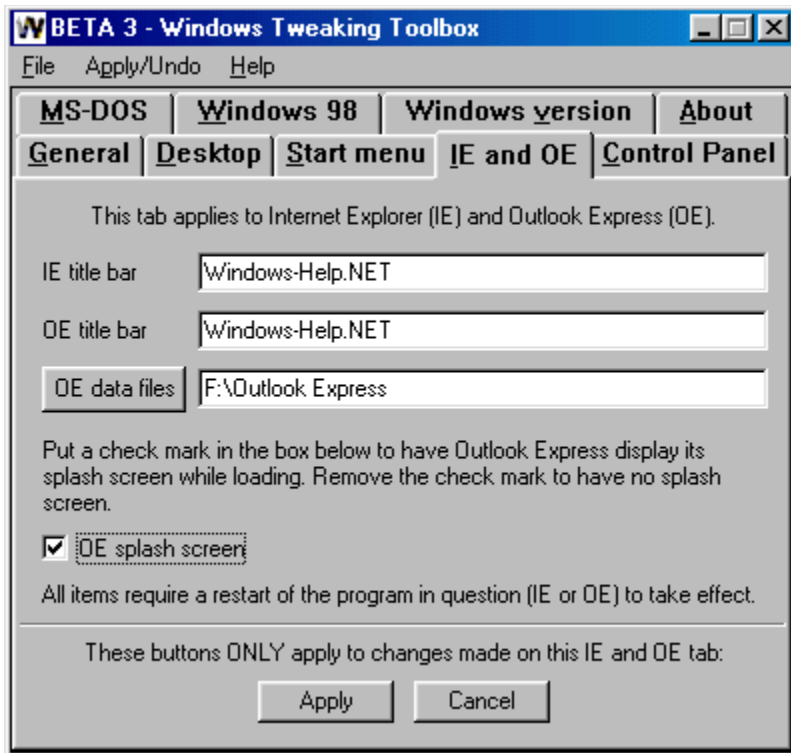 BETA 3 - Windows Tweaking Toolbox
File Apply/Undo Help
MS-DOS Windows 98 Windows version About
General Desktop Start menu IE and OE Control Panel
This tab applies to Internet Explorer (IE) and Outlook Express (OE).
IE title bar Windows-Help.NET
OE title bar Windows-Help.NET
OE data files F:\Outlook Express
Put a check mark in the box below to have Outlook Express display its
splash screen while loading. Remove the check mark to have no splash
screen.
OE splash screen
All items require a restart of the program in question (IE or OE) to take effect.
These buttons ONLY apply to changes made on this IE and OE tab:
Apply Cancel